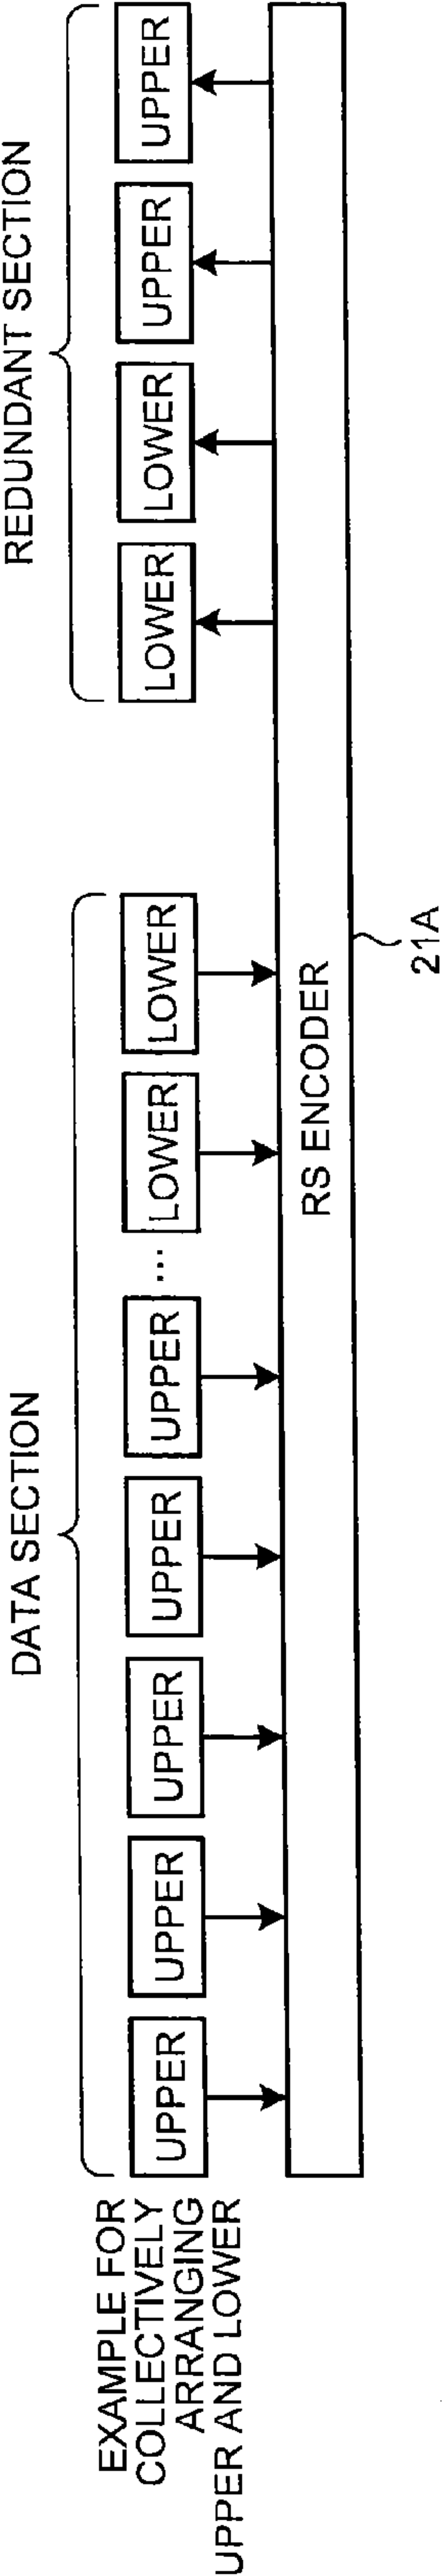 EXAMPLE FOR
COLLECTIVELY
ARRANGING
UPPER AND LOWER
DATA SECTION
REDUNDANT SECTION
UPPER
UPPER
UPPER
UPPER
UPPER
...
LOWER
LOWER
LOWER
LOWER
UPPER
UPPER
RS ENCODER
21A